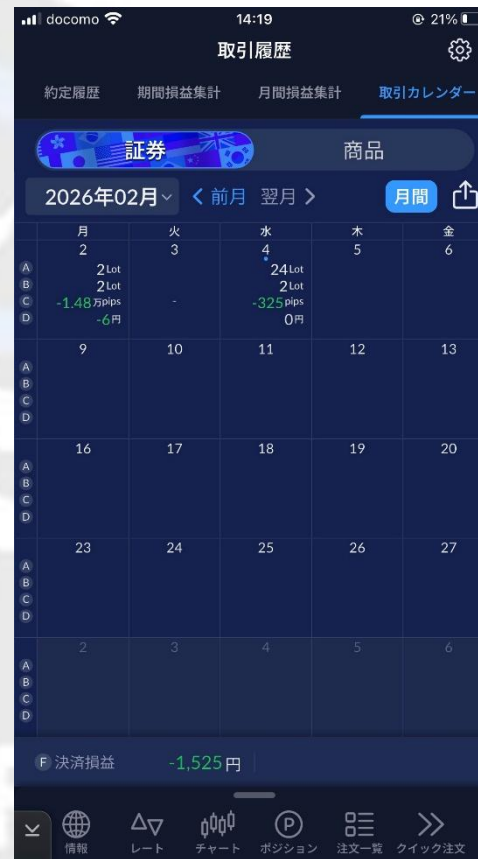 docomo 14:19 21%
取引履歴
約定履歴 期間損益集計 月間損益集計 取引カレンダー
証券 商品
2026年02月 前月 翌月 月間
月 火 水 木 金
2 3 4 5 6
A 2Lot 24Lot
B 2Lot 2Lot
C -1.48万pips - -325pips
D -6円 0円
9 10 11 12 13
A
B
C
D
16 17 18 19 20
A
B
C
D
23 24 25 26 27
A
B
C
D
2 3 4 5 6
A
B
C
D
F 決済損益 -1,525円
情報 レート チャート P ポジション 注文一覧 クイック注文